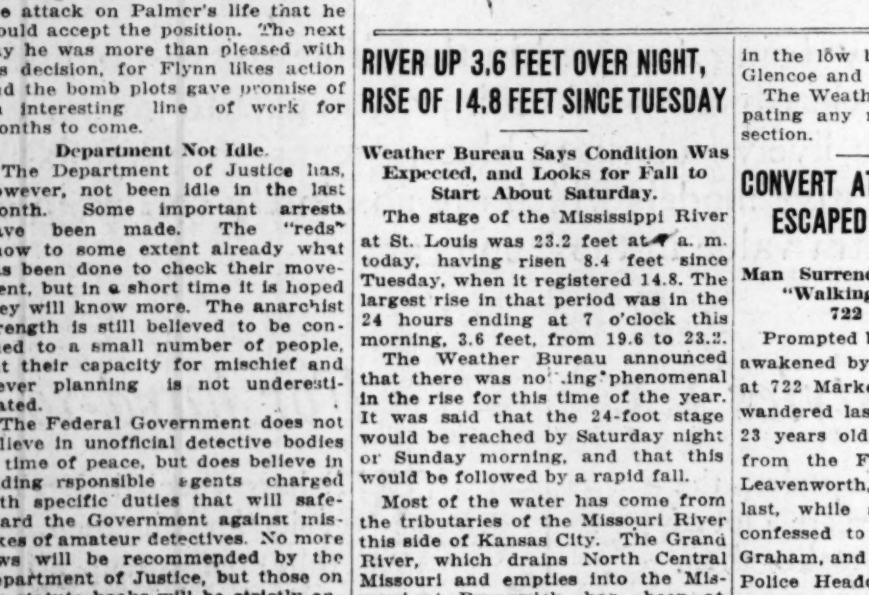 e attack on Palmer's life that he
ould accept the position. The next
ay he was more than pleased with
s decision, for Flynn likes action
d the bomb plots gave promise of
interesting line of work for
onths to come.
Department Not Idle.
The Department of Justice has,
owever, not been idle in the last
onth. Some important arrests
ave been made. The "reds"
now to some extent already what
s been done to check their move-
ent, but in a short time it is hoped
ey will know more. The anarchist
rength is still believed to be con-
ed to a small number of people,
t their capacity for mischief and
ever planning is not underesti-
ated.
The Federal Government does not
lieve in unofficial detective bodies
time of peace, but does believe in
ding rsponsible agents charged
th specific duties that will safe-
ard the Government against mis-
kes of amateur detectives. No more
ws will be recommended by the
partment of Justice, but those on
RIVER UP 3.6 FEET OVER NIGHT,
RISE OF 14.8 FEET SINCE TUESDAY
Weather Bureau Says Condition Was
Expected, and Looks for Fall to
Start About Saturday.
The stage of the Mississippi River
at St. Louis was 23.2 feet at 7 a. m.
today, having risen 8.4 feet since
Tuesday, when it registered 14.8. The
largest rise in that period was in the
24 hours ending at 7 o'clock this
morning, 3.6 feet, from 19.6 to 23.2.
The Weather Bureau announced
that there was no ing phenomenal
in the rise for this time of the year.
It was said that the 24-foot stage
would be reached by Saturday night
or Sunday morning, and that this
would be followed by a rapid fall.
Most of the water has come from
the tributaries of the Missouri River
this side of Kansas City. The Grand
River, which drains North Central
Missouri and empties into the Mis-
in the low
Glencoe and
The Weath
pating any
section.
CONVERT AT
ESCAPED
Man Surrend
"Walking
722
Prompted
awakened by
at 722 Marke
wandered las
23 years old
from the F
Leavenworth,
last, while
confessed to
Graham, and
Police Headq